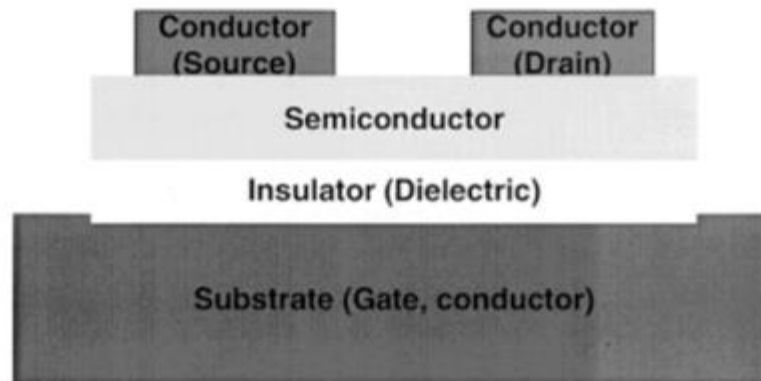 Conductor
(Source)
Conductor
(Drain)
Semiconductor
Insulator (Dielectric)
Substrate (Gate, conductor)